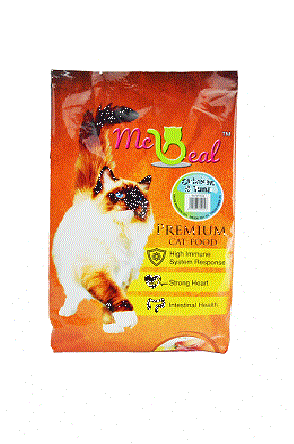 Me eal
TM
PREMIUM
CAT FOOD
High Immune
System Response
Strong Heart
Intestinal Health